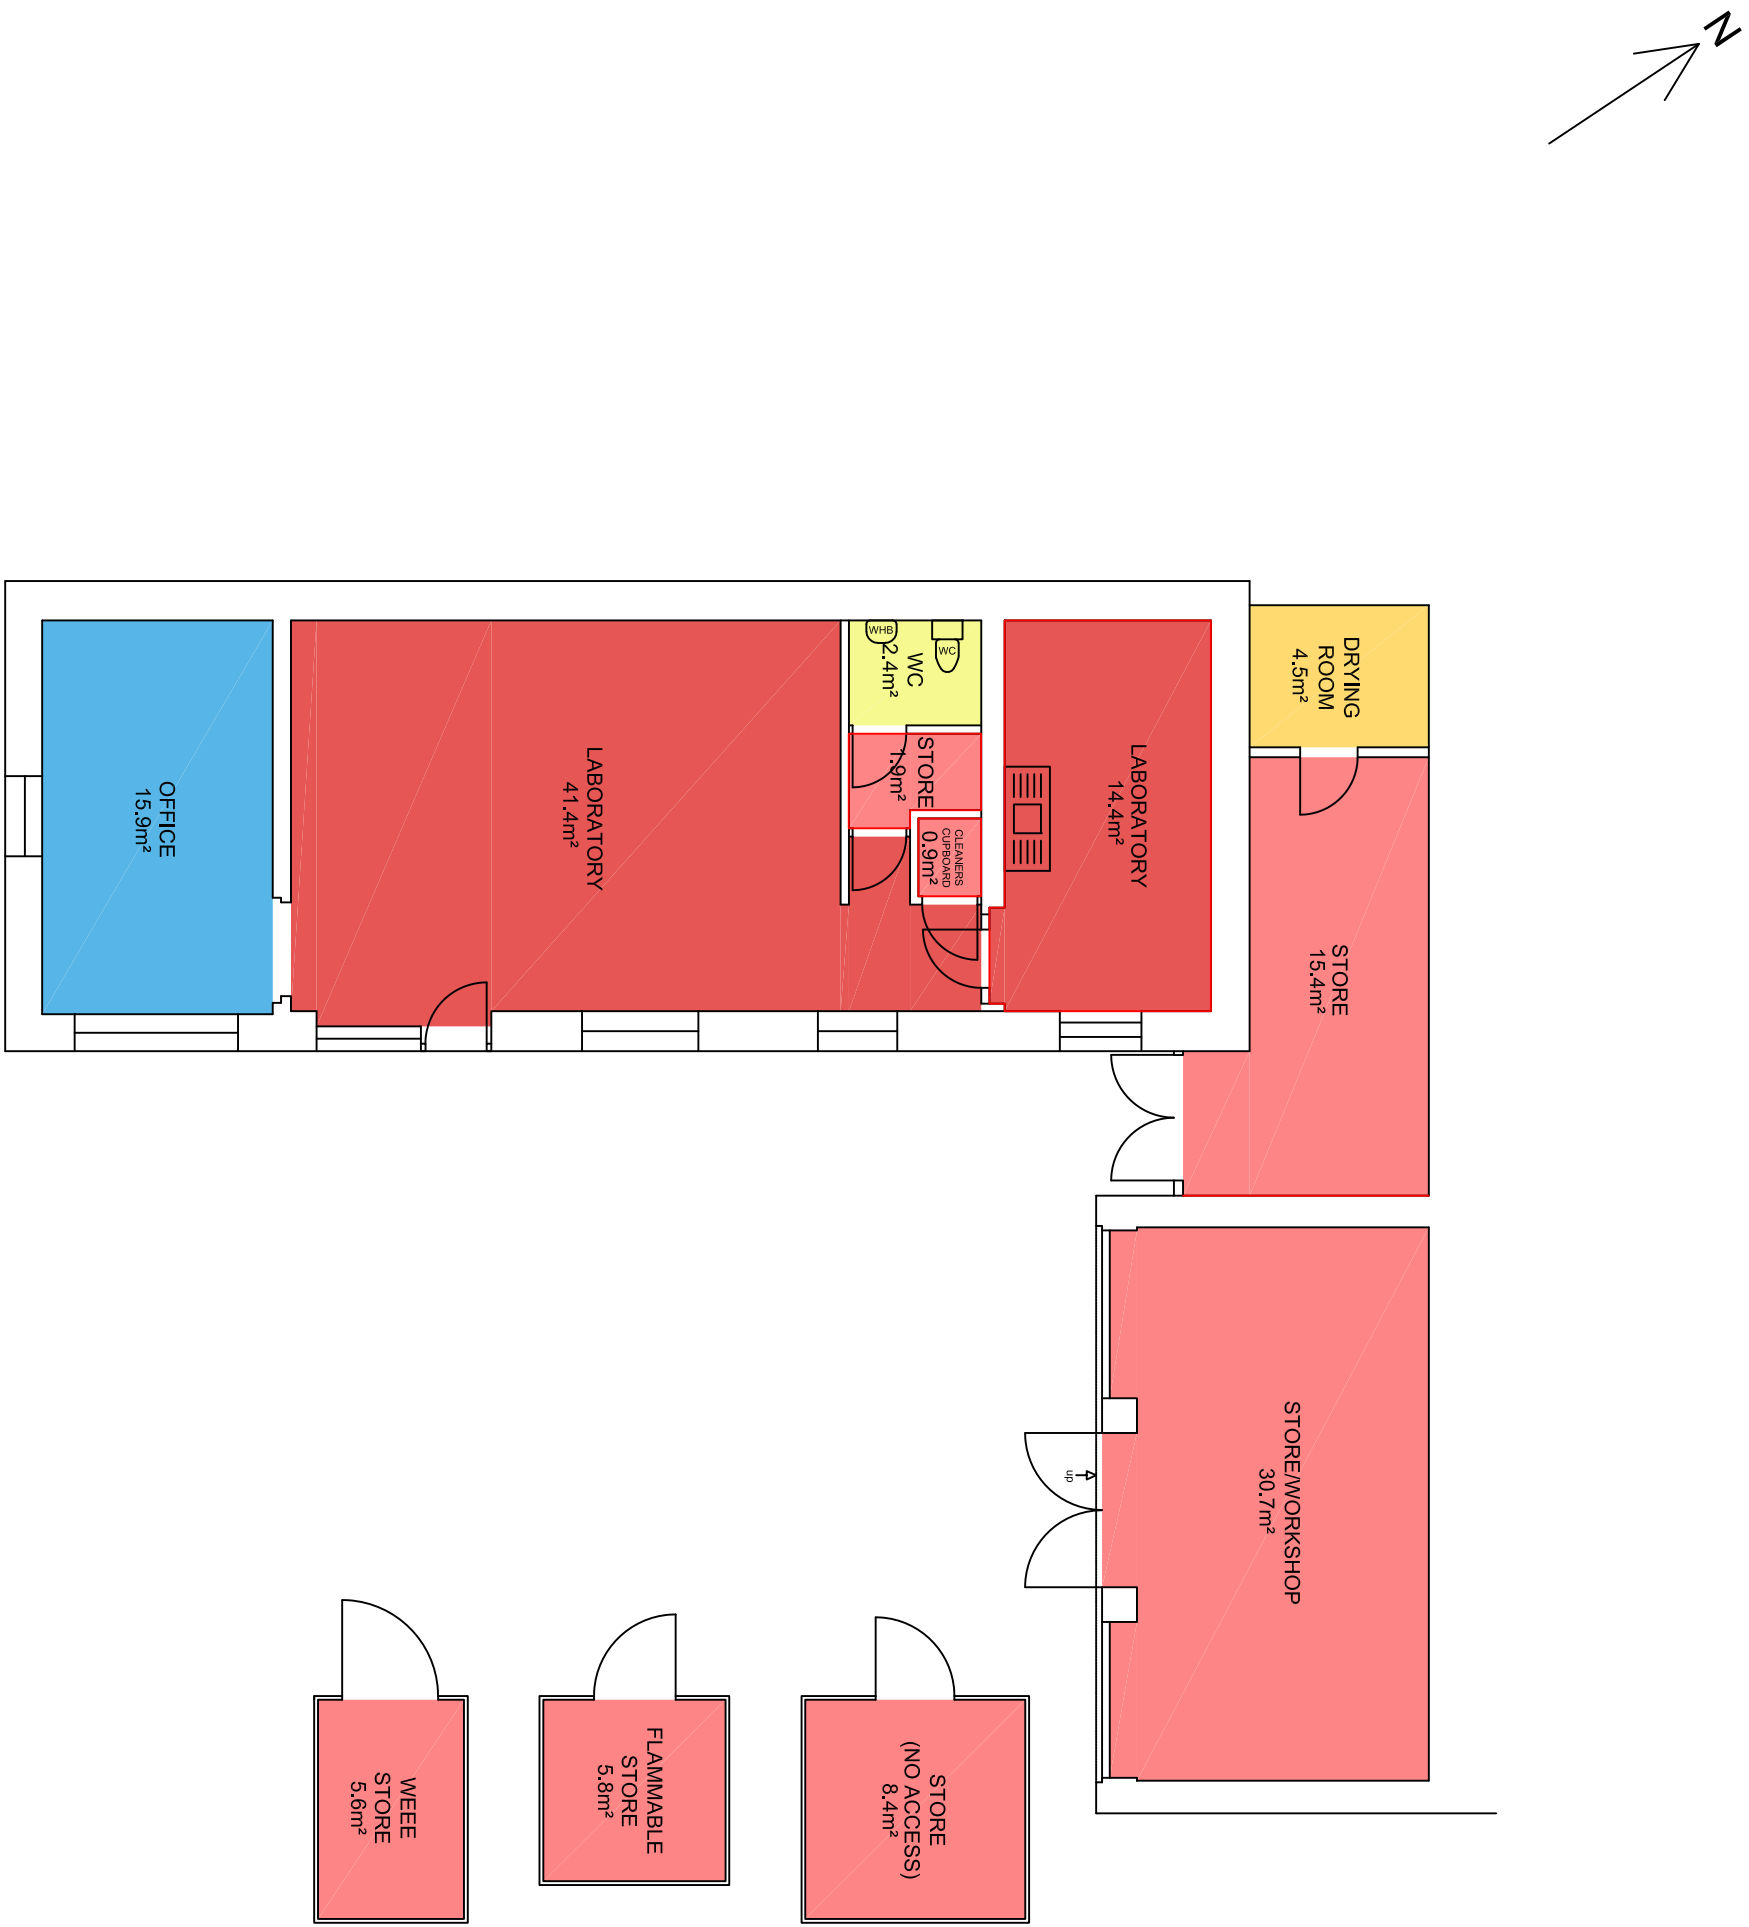 N
OFFICE
15.9m²
LABORATORY
41.4m²
WHB
WC
WC
2.4m²
STORE
1.9m²
CLEANERS
CUPBOARD
0.9m²
LABORATORY
14.4m²
DRYING
ROOM
4.5m²
STORE
15.4m²
STORE/WORKSHOP
30.7m²
up
WEEE
STORE
5.6m²
FLAMMABLE
STORE
5.8m²
STORE
(NO ACCESS)
8.4m²